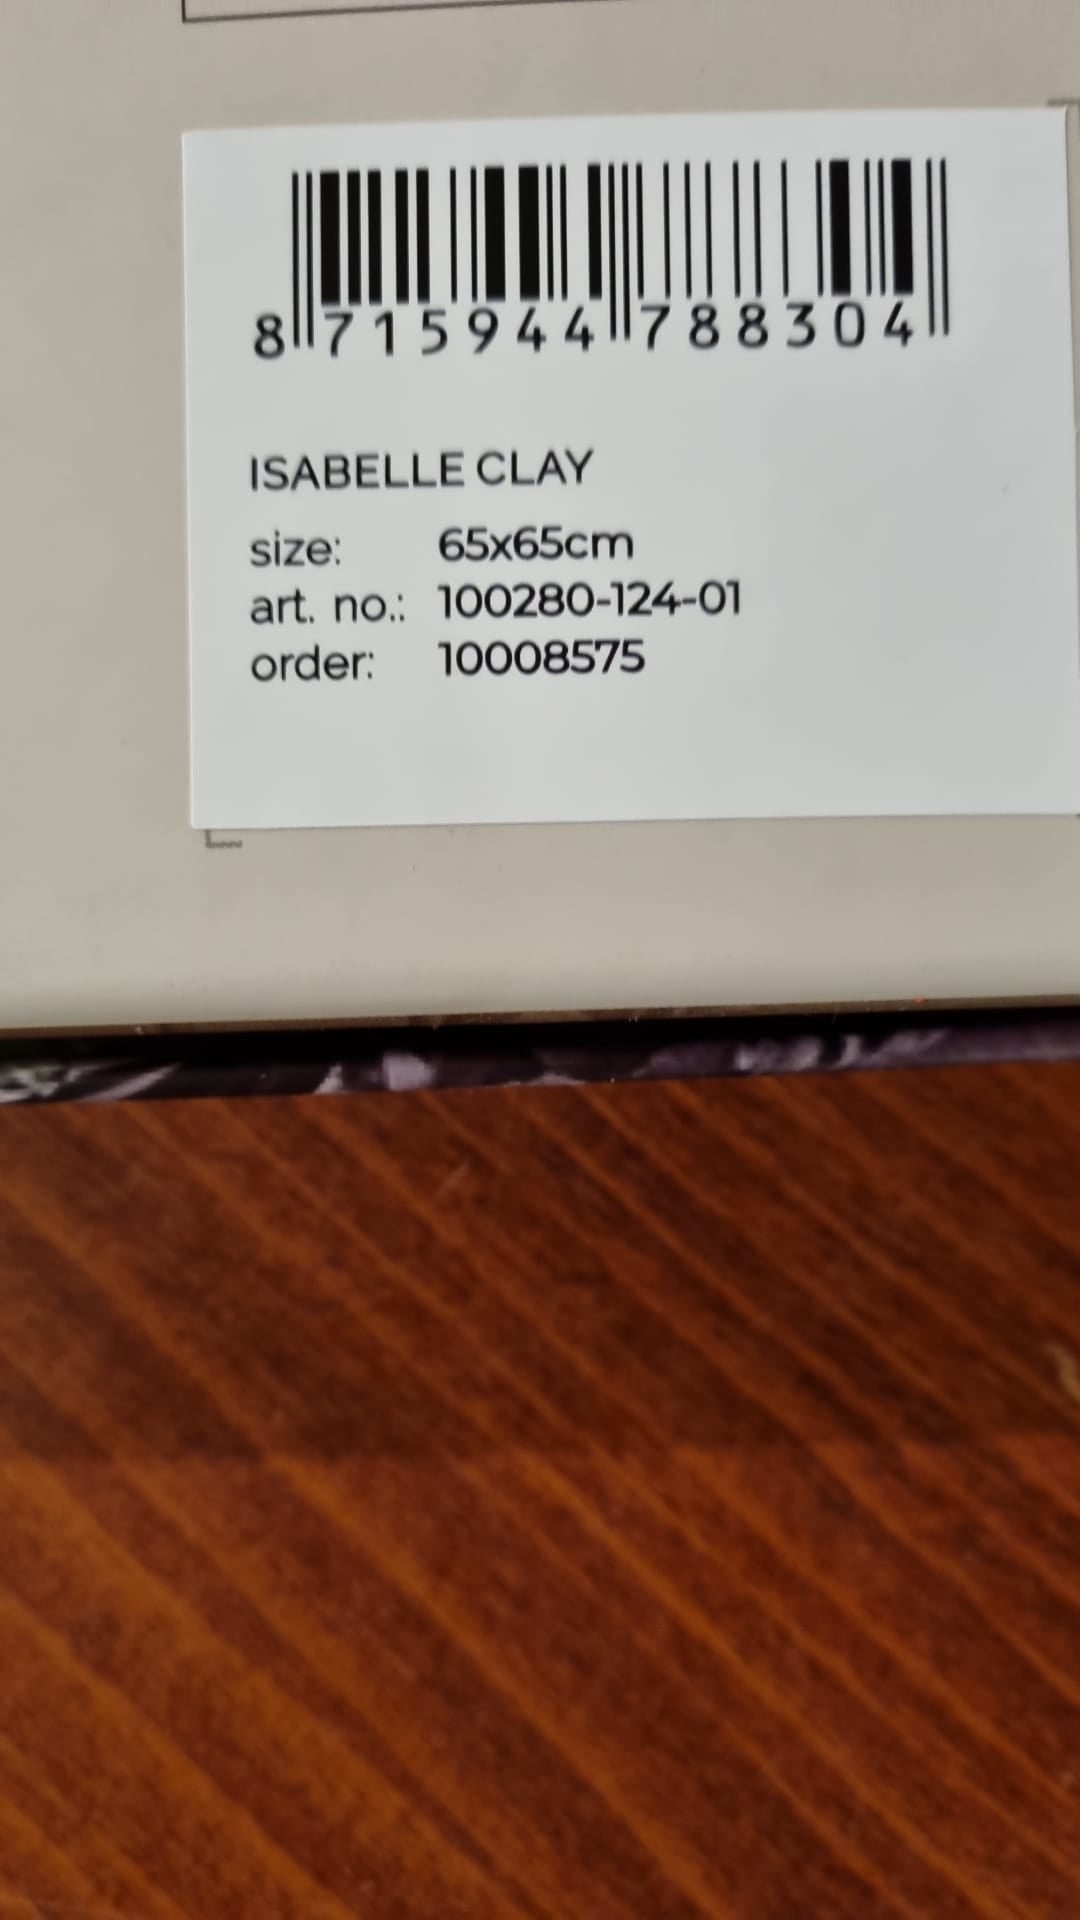 8 715944 788304
ISABELLE CLAY
size: 65x65cm
art. no.: 100280-124-01
order: 10008575